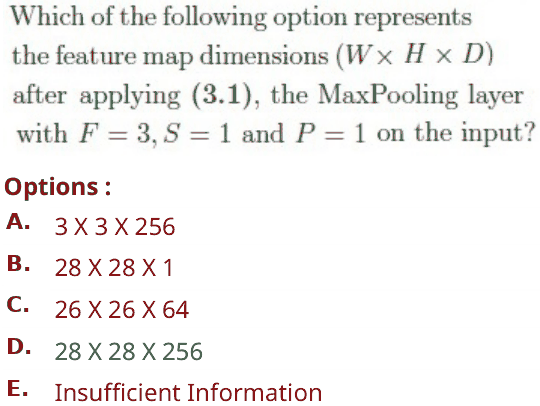 Which of the following option represents
the feature map dimensions (W × H × D)
after applying (3.1), the MaxPooling layer
with F = 3, S = 1 and P = 1 on the input?
Options :
A. 3 X 3 X 256
B. 28 X 28 X 1
C. 26 X 26 X 64
D. 28 X 28 X 256
E. Insufficient Information